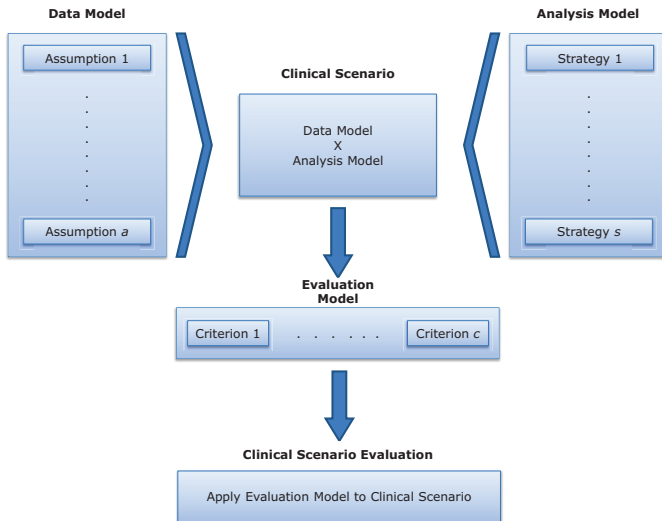 Data Model
Assumption 1
.
.
.
.
.
.
.
.
Assumption a
Clinical Scenario
Data Model
X
Analysis Model
Analysis Model
Strategy 1
.
.
.
.
.
.
.
.
Strategy s
Evaluation
Model
Criterion 1 . . . . . . Criterion c
Clinical Scenario Evaluation
Apply Evaluation Model to Clinical Scenario